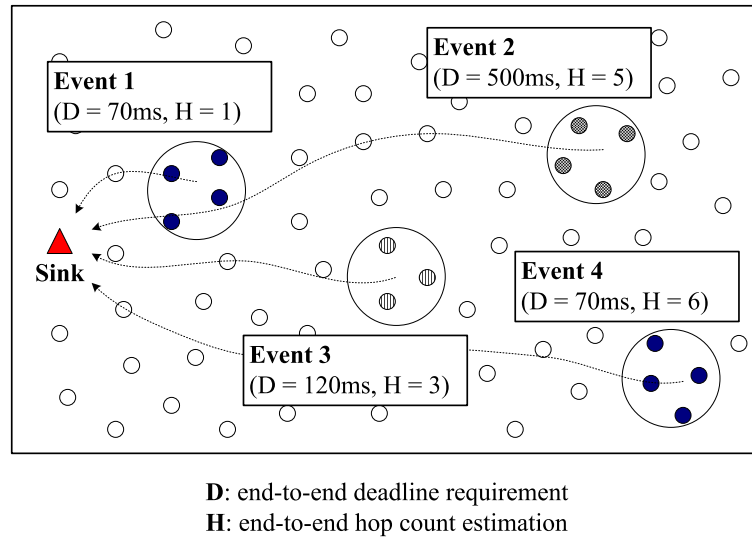 Event 1
(D = 70ms, H = 1)
Event 2
(D = 500ms, H = 5)
Sink
Event 4
(D = 70ms, H = 6)
Event 3
(D = 120ms, H = 3)
D: end-to-end deadline requirement
H: end-to-end hop count estimation